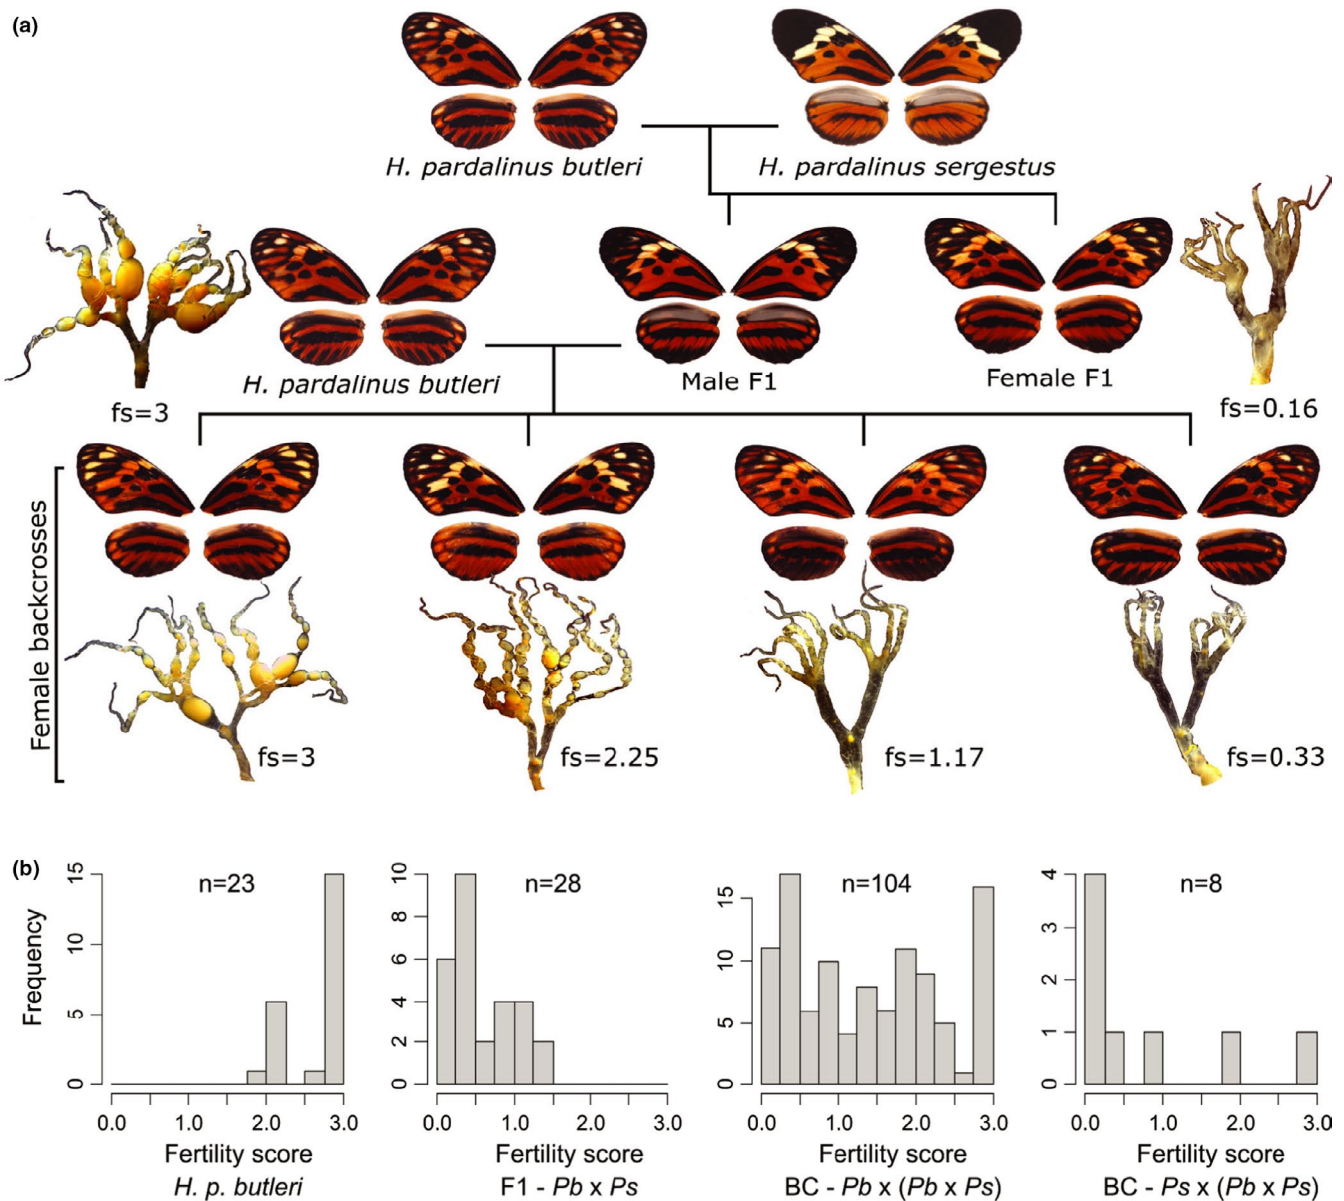 (a)
H. pardalinus butleri
H. pardalinus sergestus
H. pardalinus butleri
Male F1
Female F1
fs=3
fs=0.16
Female backcrosses
fs=3
fs=2.25
fs=1.17
fs=0.33
(b)
Frequency
n=23
0 5 10 15
0.0 1.0 2.0 3.0
Fertility score
H. p. butleri
n=28
0 2 4 6 8 10
0.0 1.0 2.0 3.0
Fertility score
F1 - Pb x Ps
n=104
0 5 10 15
0.0 1.0 2.0 3.0
Fertility score
BC - Pb x (Pb x Ps)
n=8
0 1 2 3 4
0.0 1.0 2.0 3.0
Fertility score
BC - Ps x (Pb x Ps)